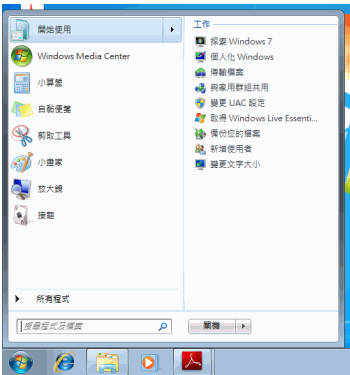 開始使用
Windows Media Center
小算盤
自黏便箋
剪取工具
小畫家
放大鏡
接龍
所有程式
搜尋程式及檔案
工作
探索 Windows 7
個人化 Windows
傳輸檔案
與家用群組共用
變更 UAC 設定
取得 Windows Live Essenti...
備份您的檔案
新增使用者
變更文字大小
關機